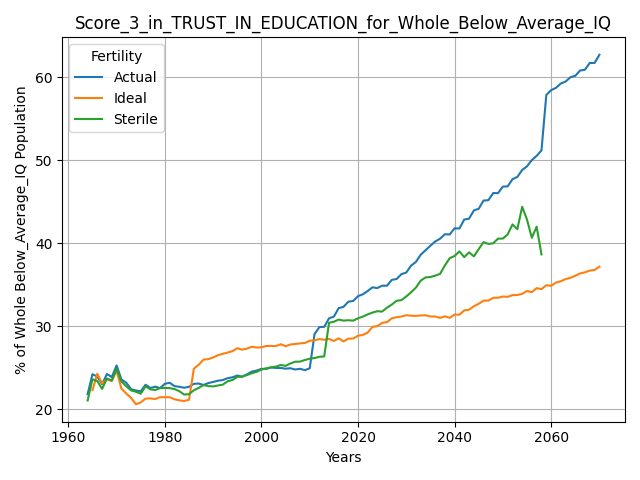 Score_3_in_TRUST_IN_EDUCATION_for_Whole_Below_Average_IQ
Fertility
Actual
Ideal
Sterile
% of Whole Below_Average_IQ Population
60
50
40
30
20
1960
1980
2000
2020
2040
2060
Years